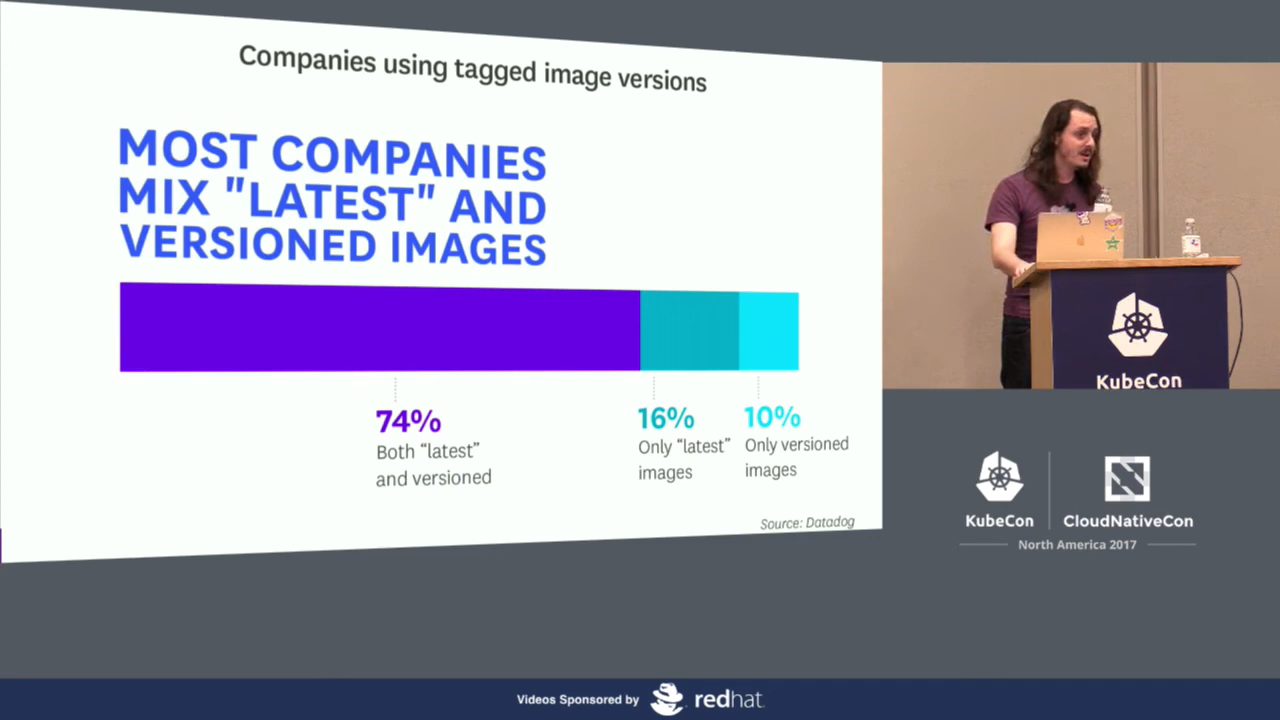 Companies using tagged image versions
MOST COMPANIES
MIX "LATEST" AND
VERSIONED IMAGES
74%
Both “latest”
and versioned
16%
Only “latest”
images
10%
Only versioned
images
Source: Datadog
KubeCon
KubeCon
CloudNativeCon
North America 2017
Videos Sponsored by
redhat.